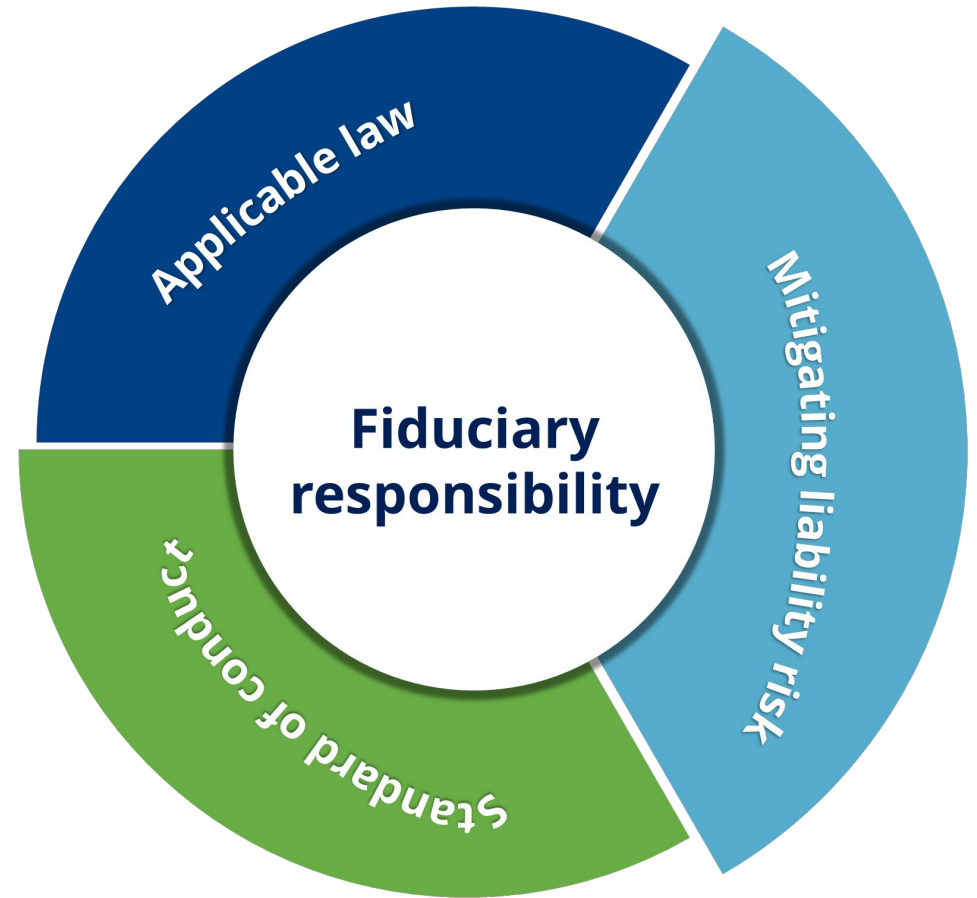 Applicable law
Mitigating liability risk
Standard of conduct
Fiduciary
responsibility